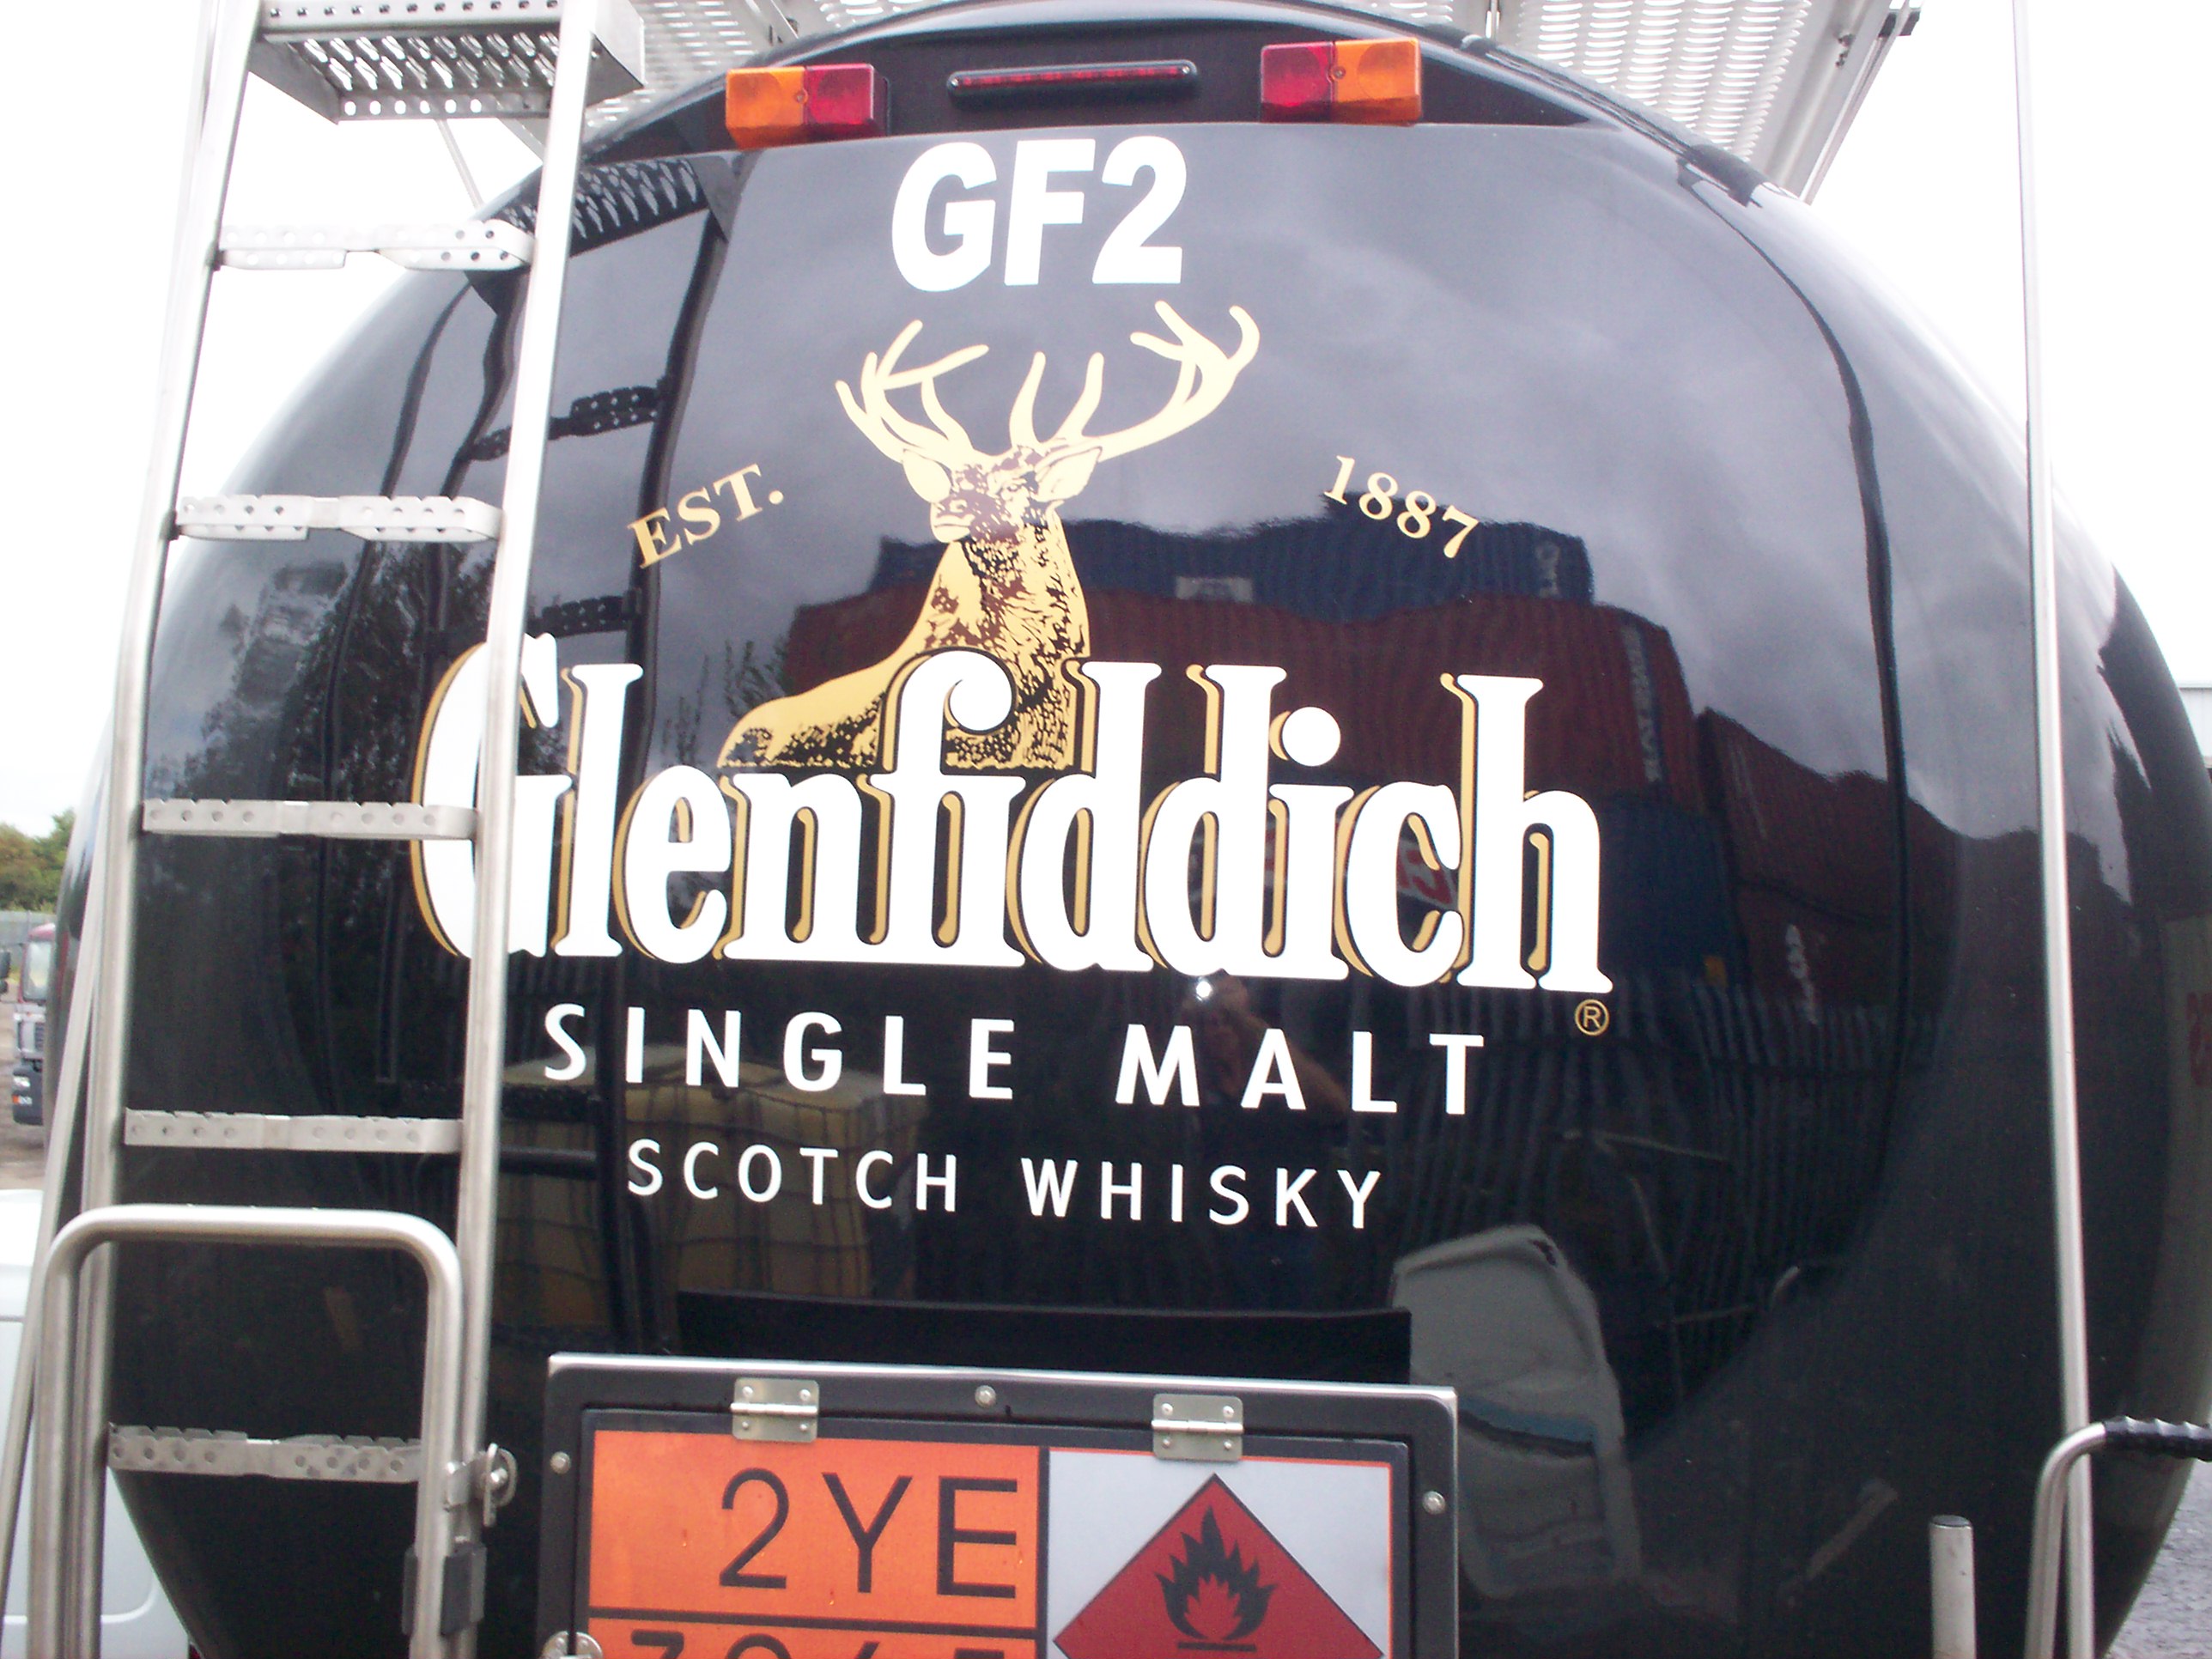 GF2
EST. 1887
Glenfiddich
®
SINGLE MALT
SCOTCH WHISKY
2YE